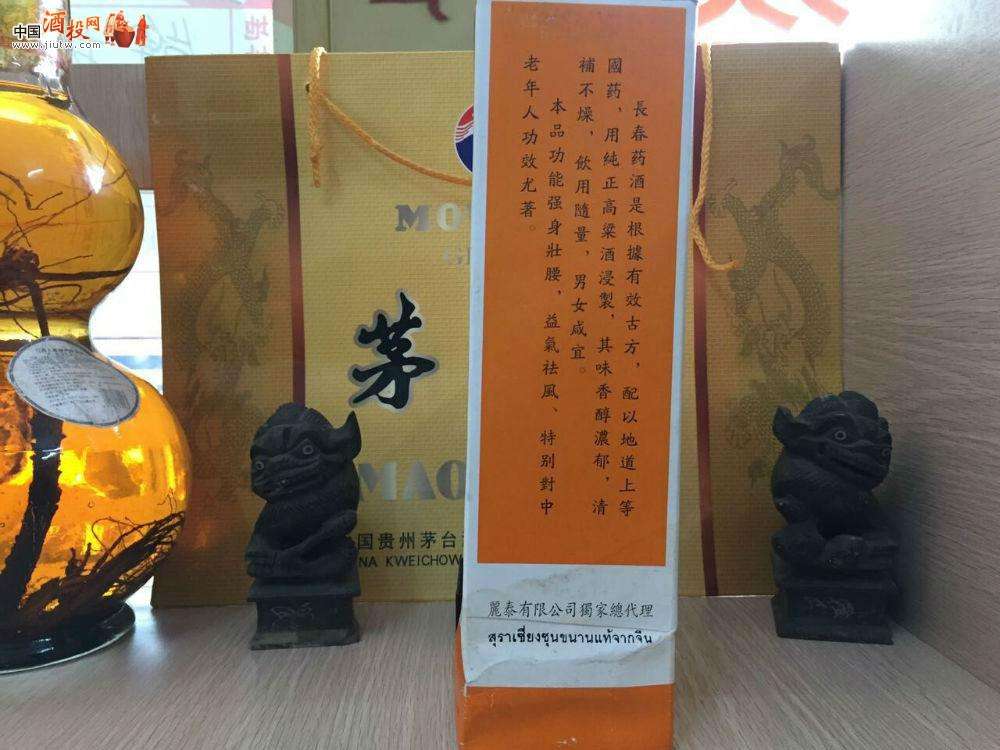 中国酒投网
www.jiutw.com
長春药酒是根據有效古方，配以地道上等
國药，用純正高粱酒浸製，其味香醇濃郁，清
補不燥，飲用隨量，男女咸宜。
本品功能强身壯腰，益氣祛風、特别對中
老年人功效尤著。
麗泰有限公司獨家總代理
สุราเซี่ยงชุนขนานแท้จากจีน
MO
茅
MAO
国贵州茅台
NA KWEICHOW